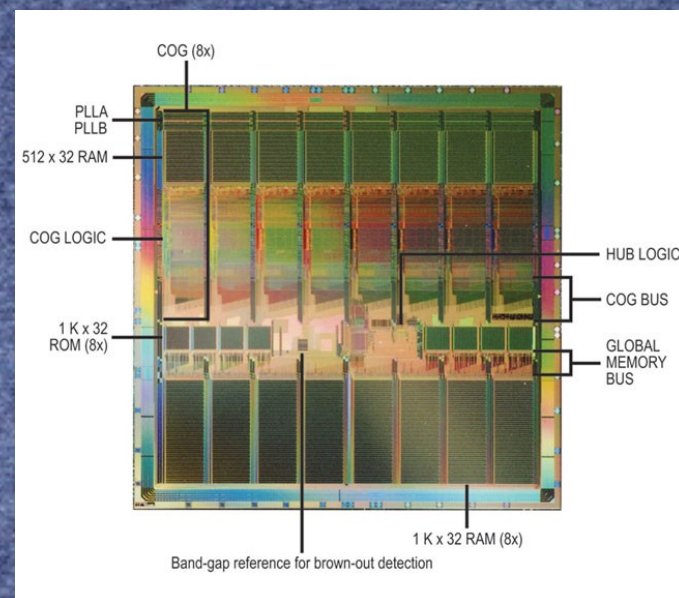 COG (8x)
PLLA
PLLB
512 x 32 RAM
COG LOGIC
HUB LOGIC
COG BUS
1 K x 32
ROM (8x)
GLOBAL
MEMORY
BUS
1 K x 32 RAM (8x)
Band-gap reference for brown-out detection